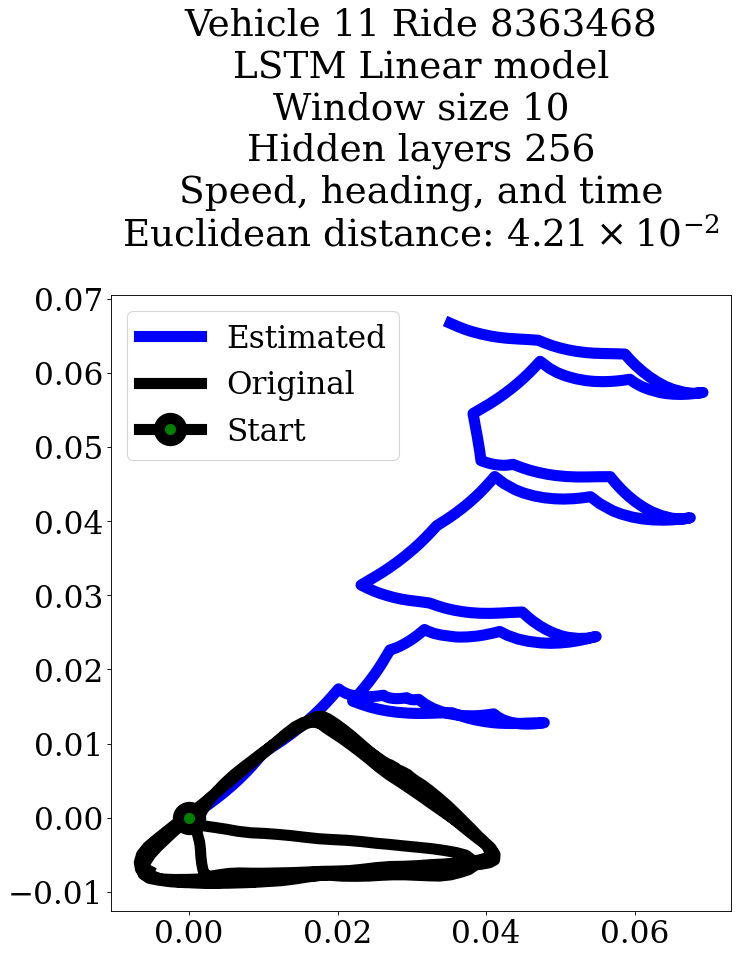 Vehicle 11 Ride 8363468
LSTM Linear model
Window size 10
Hidden layers 256
Speed, heading, and time
Euclidean distance: 4.21 × 10⁻²
0.07
Estimated
0.06
Original
Start
0.05
0.04
0.03
0.02
0.01
0.00
−0.01
0.00 0.02 0.04 0.06